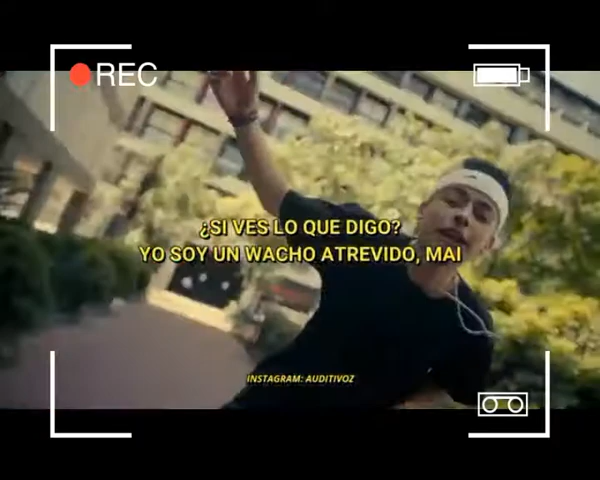 REC
¿SI VES LO QUE DIGO?
YO SOY UN WACHO ATREVIDO, MAI
INSTAGRAM: AUDITIVOZ